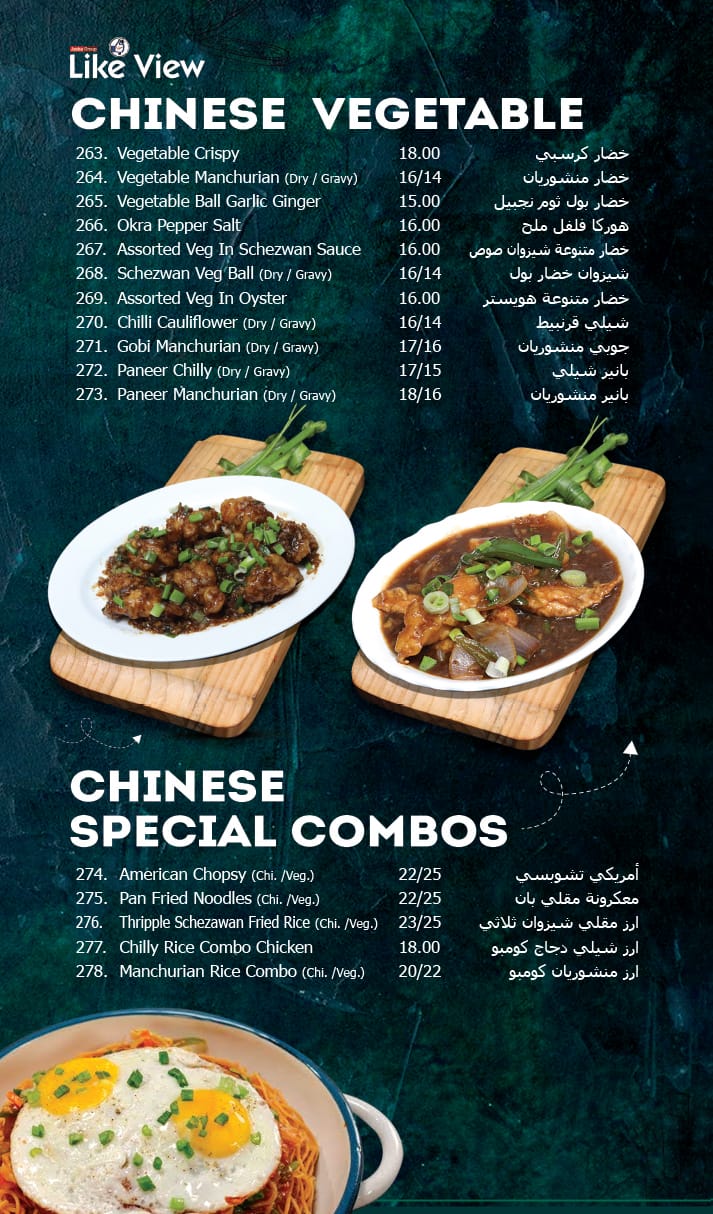 Jaeka Group
Like View
CHINESE VEGETABLE
263. Vegetable Crispy 18.00 خضار كرسبي
264. Vegetable Manchurian (Dry / Gravy) 16/14 خضار منشوريان
265. Vegetable Ball Garlic Ginger 15.00 خضار بول ثوم نجبيل
266. Okra Pepper Salt 16.00 هوركا فلفل ملح
267. Assorted Veg In Schezwan Sauce 16.00 خضار متنوعة شيزوان صوص
268. Schezwan Veg Ball (Dry / Gravy) 16/14 شيزوان خضار بول
269. Assorted Veg In Oyster 16.00 خضار متنوعة هويستر
270. Chilli Cauliflower (Dry / Gravy) 16/14 شيلي قرنبيط
271. Gobi Manchurian (Dry / Gravy) 17/16 جوبي منشوريان
272. Paneer Chilly (Dry / Gravy) 17/15 بانير شيلي
273. Paneer Manchurian (Dry / Gravy) 18/16 بانير منشوريان
CHINESE
SPECIAL COMBOS
274. American Chopsy (Chi. /Veg.) 22/25 أمريكي تشوبسي
275. Pan Fried Noodles (Chi. /Veg.) 22/25 معكرونة مقلي بان
276. Thripple Schezawan Fried Rice (Chi. /Veg.) 23/25 ارز مقلي شيزوان ثلاثي
277. Chilly Rice Combo Chicken 18.00 ارز شيلي دجاج كومبو
278. Manchurian Rice Combo (Chi. /Veg.) 20/22 ارز منشوريان كومبو